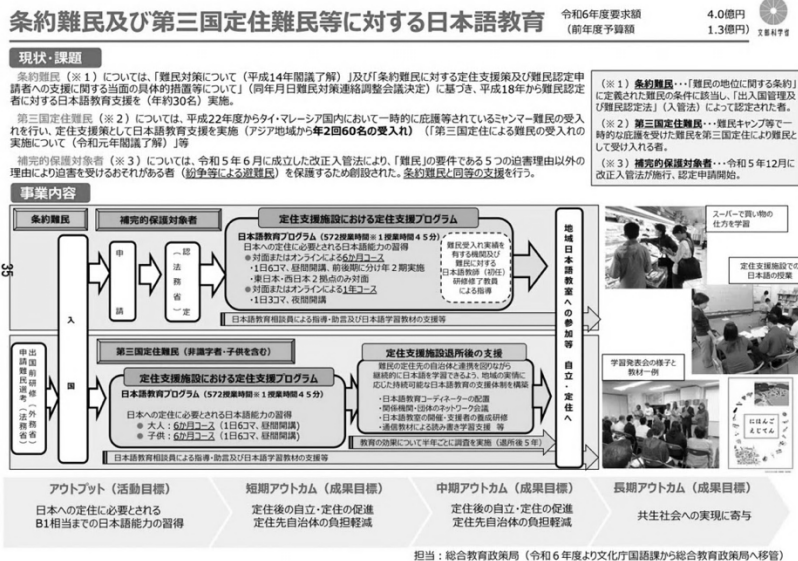 条約難民及び第三国定住難民等に対する日本語教育
令和6年度要求額 4.0億円
(前年度予算額 1.3億円)
文部科学省
現状・課題
条約難民(※1)については、「難民対策について(平成14年閣議了解)」及び「条約難民に対する定住支援策及び難民認定申
請者への支援に関する当面の具体的措置等について」(同年月日難民対策連絡調整会議決定)に基づき、平成18年から難民認定
者に対する日本語教育支援を(年約30名)実施。
第三国定住難民(※2)については、平成22年度からタイ・マレーシア国内において一時的に庇護されているミャンマー難民の受
け入れを行い、定住支援策として日本語教育支援を実施(アジア地域から年2回60名の受入れ)(「第三国定住による難民の受入れの
実施について(令和元年閣議了解)」等
補完的保護対象者(※3)については、令和5年6月に成立した改正入管法により、「難民」の要件である5つの迫害理由以外の
理由により迫害を受けるおそれがある者(紛争等による避難民)を保護するため創設された。条約難民と同等の支援を行う。
(※1)条約難民・・・「難民の地位に関する条約」
に定義された難民の条件に該当し、「出入国管理及
び難民認定法」(入管法)によって認定された者。
(※2)第三国定住難民・・・難民キャンプ等で一
時的な庇護を受けた難民を第三国定住により難民と
して受け入れる者。
(※3)補完的保護対象者・・・令和5年12月に
改正入管法が施行、認定申請開始。
事業内容
条約難民
補完的保護対象者
入国
申請
認定(法務省)
定住支援施設における定住支援プログラム
日本語教育プログラム(572授業時間※1授業時間45分)
日本への定住に必要とされる日本語能力の習得
● 対面またはオンラインによる6か月コース
・1日6コマ、昼間開講、前後期に分け年2期実施
・東日本・西日本2拠点のみ対面
● 対面またはオンラインによる1年コース
・1日3コマ、夜間開講
難民受入れ実績を
有する機関及び
難民に対する
日本語教師(初任)
研修修了教員
による指導
日本語教育相談員による指導・助言及び日本語学習教材の支援等
地域日本語教室への参加等 自立・定住へ
スーパーで買い物の
仕方を学習
定住支援施設での
日本語の授業
学習発表会の様子と
教材一例
にほんご
えじてん
35
出国前研修(外務省)
申請難民選考(法務省)
第三国定住難民(非識字者・子供を含む)
定住支援施設における定住支援プログラム
日本語教育プログラム(572授業時間※1授業時間45分)
日本への定住に必要とされる日本語能力の習得
● 大人:6か月コース(1日6コマ、昼間開講)
● 子供:6か月コース(1日6コマ、昼間開講)
日本語教育相談員による指導・助言及び日本語学習教材の支援等
定住支援施設退所後の支援
難民の定住先の自治体と連携を図りながら
継続的に日本語を学習できるよう、地域の実情に
応じた持続可能な日本語教育の支援体制を構築
・日本語教育コーディネーターの配置
・関係機関・団体のネットワーク会議
・日本語教室の開催・支援者の養成研修
・通信教材による読み書き学習支援 等
教育の効果について半年ごとに調査を実施(退所後5年)
アウトプット(活動目標)
日本への定住に必要とされる
B1相当までの日本語能力の習得
短期アウトカム(成果目標)
定住後の自立・定住の促進
定住先自治体の負担軽減
中期アウトカム(成果目標)
定住後の自立・定住の促進
定住先自治体の負担軽減
長期アウトカム(成果目標)
共生社会への実現に寄与
担当:総合教育政策局(令和6年度より文化庁国語課から総合教育政策局へ移管)